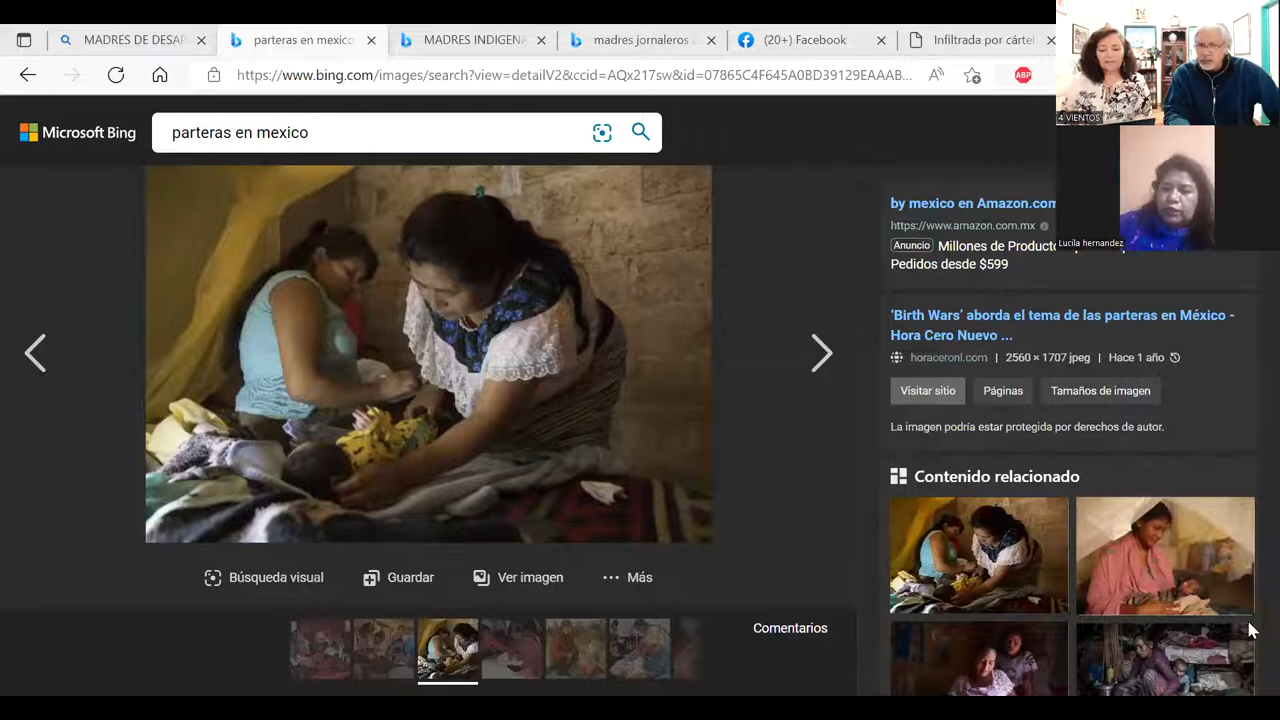 MADRES DE DESAP
parteras en mexico
MADRES INDIGENA
madres jornaleros
(20+) Facebook
Infiltrada por cárte
https://www.bing.com/images/search?view=detailV2&ccid=AQx217sw&id=07865C4F645A0BD39129EAAAB...
ABP
4 VIENTOS
Microsoft Bing
parteras en mexico
by mexico en Amazon.com
https://www.amazon.com.mx
Lucila hernandez
Anuncio Millones de Producto
Pedidos desde $599
'Birth Wars' aborda el tema de las parteras en México -
Hora Cero Nuevo ...
horaceronl.com | 2560 × 1707 jpeg | Hace 1 año
Visitar sitio Páginas Tamaños de imagen
La imagen podría estar protegida por derechos de autor.
Contenido relacionado
Búsqueda visual Guardar Ver imagen Más
Comentarios